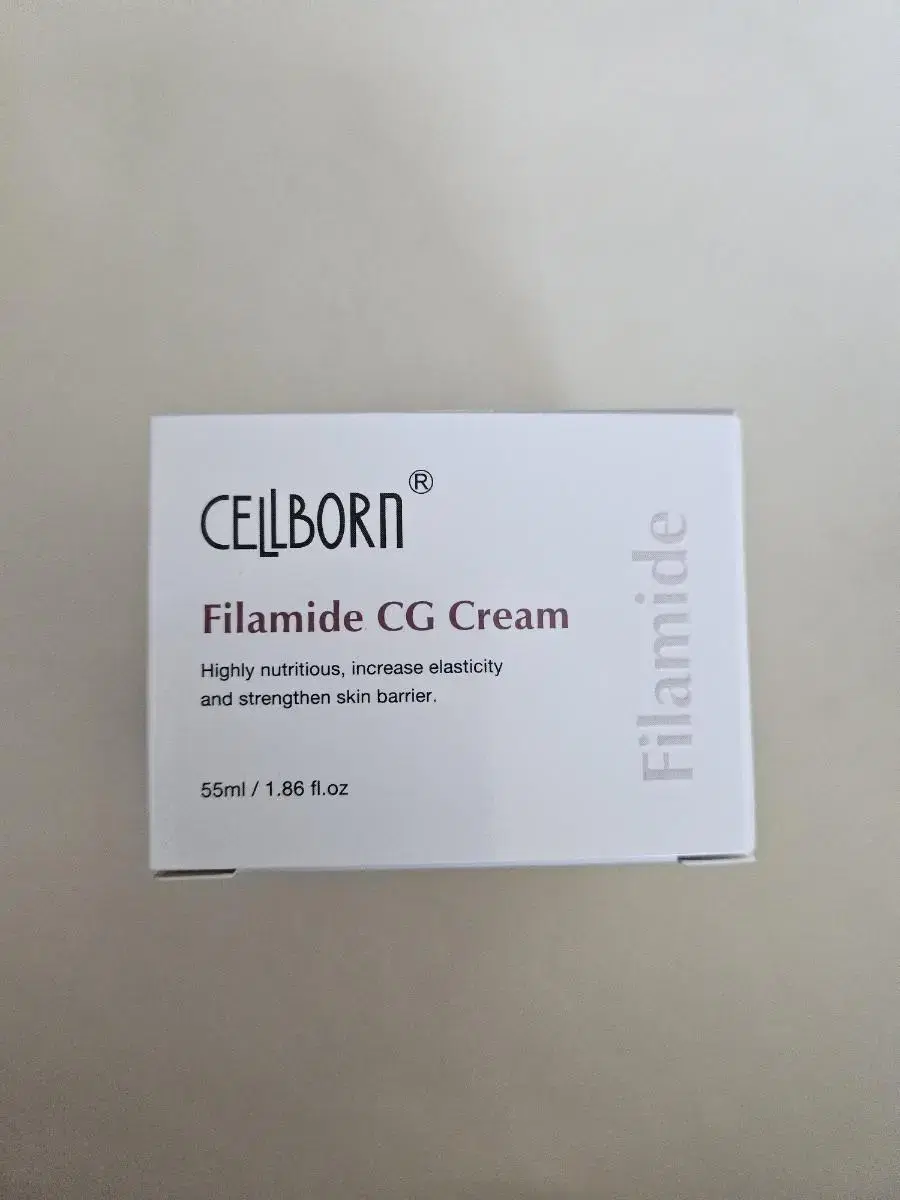 CELLBORN®
Filamide CG Cream
Highly nutritious, increase elasticity
and strengthen skin barrier.
55ml / 1.86 fl.oz
Filamide